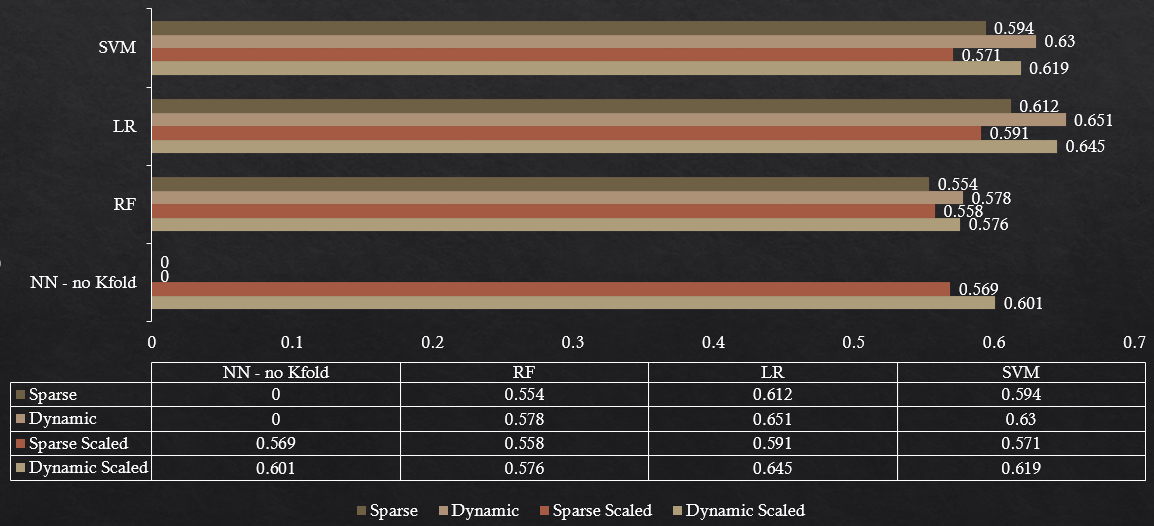 SVM
0.594
0.63
0.571
0.619
LR
0.612
0.651
0.591
0.645
RF
0.554
0.578
0.558
0.576
NN - no Kfold
0
0
0.569
0.601
0 0.1 0.2 0.3 0.4 0.5 0.6 0.7
NN - no Kfold RF LR SVM
Sparse 0 0.554 0.612 0.594
Dynamic 0 0.578 0.651 0.63
Sparse Scaled 0.569 0.558 0.591 0.571
Dynamic Scaled 0.601 0.576 0.645 0.619
Sparse Dynamic Sparse Scaled Dynamic Scaled